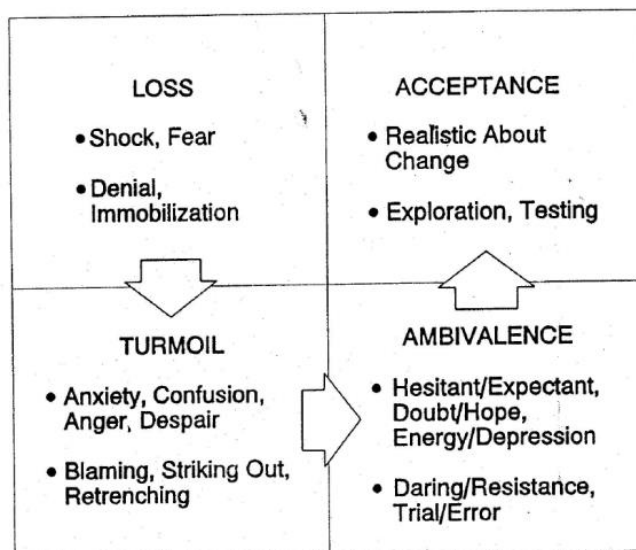 LOSS
• Shock, Fear
• Denial,
Immobilization
ACCEPTANCE
• Realistic About
Change
• Exploration, Testing
TURMOIL
• Anxiety, Confusion,
Anger, Despair
• Blaming, Striking Out,
Retrenching
AMBIVALENCE
• Hesitant/Expectant,
Doubt/Hope,
Energy/Depression
• Daring/Resistance,
Trial/Error